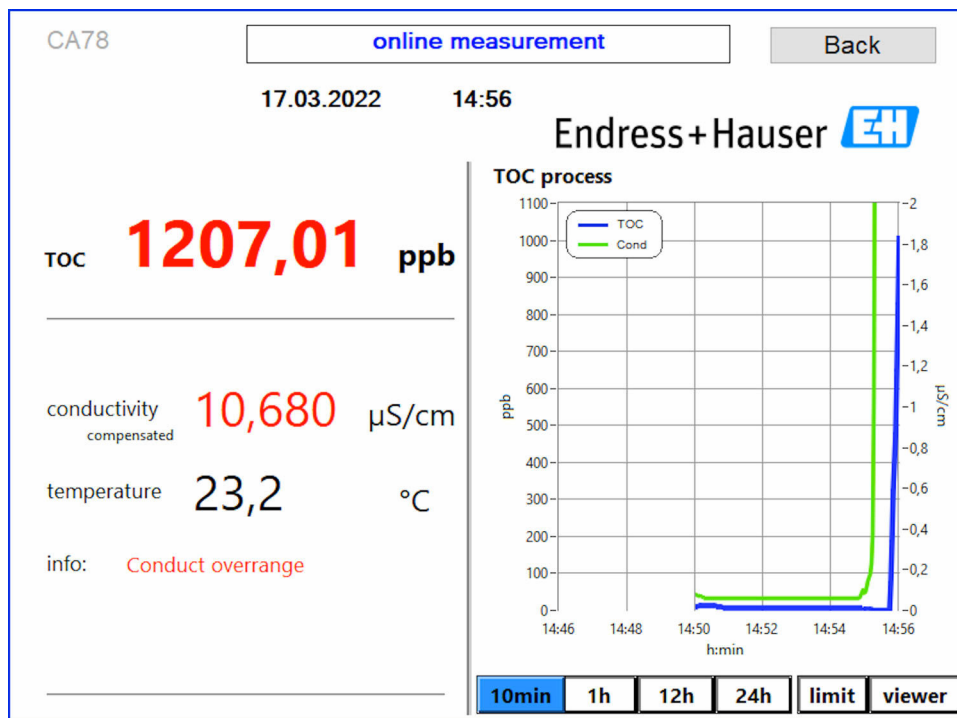 CA78
online measurement
Back
17.03.2022 14:56
Endress+Hauser EH
TOC 1207,01 ppb
conductivity 10,680 µS/cm
compensated
temperature 23,2 °C
info: Conduct overrange
TOC process
TOC
Cond
1100
1000
900
800
700
600
500
400
300
200
100
0
ppb
2
1,8
1,6
1,4
1,2
1
0,8
0,6
0,4
0,2
0
µS/cm
14:46 14:48 14:50 14:52 14:54 14:56
h:min
10min 1h 12h 24h limit viewer